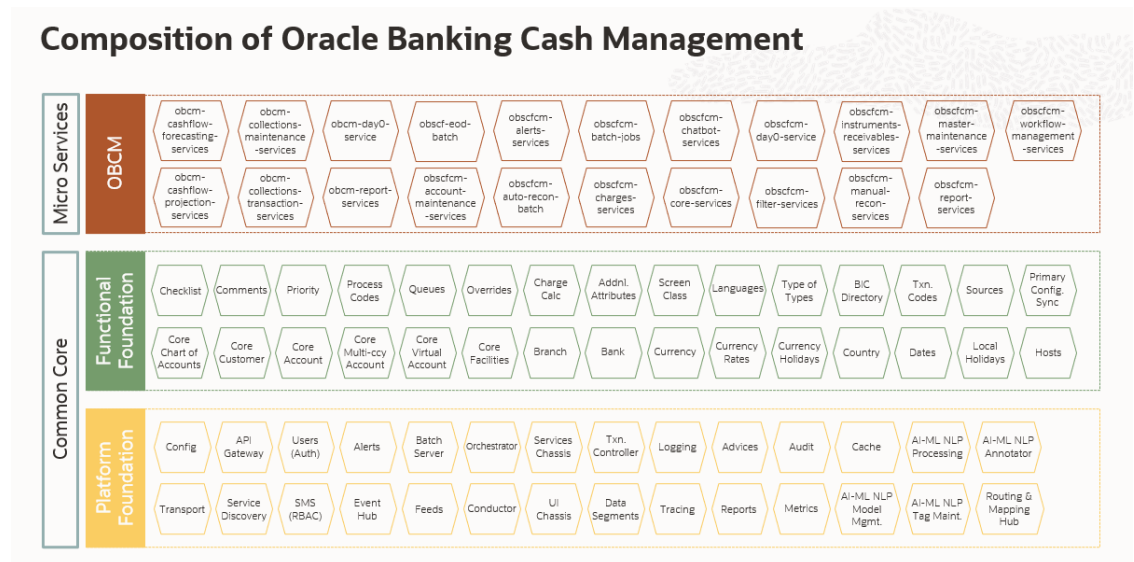 Composition of Oracle Banking Cash Management
Micro Services
OBCM
obcm-
cashflow-
forecasting-
services
obcm-
collections-
maintenance
-services
obcm-day0-
service
obscf-eod-
batch
obscfcm-
alerts-
services
obscfcm-
batch-jobs
obscfcm-
chatbot-
services
obscfcm-
day0-service
obscfcm-
instruments-
receivables-
services
obscfcm-
master-
maintenance
-services
obscfcm-
workflow-
management
-services
obcm-
cashflow-
projection-
services
obcm-
collections-
transaction-
services
obcm-report-
services
obscfcm-
account-
maintenance
-services
obscfcm-
auto-recon-
batch
obscfcm-
charges-
services
obscfcm-
core-services
obscfcm-
filter-services
obscfcm-
manual-
recon-
services
obscfcm-
report-
services
Common Core
Functional
Foundation
Checklist
Comments
Priority
Process
Codes
Queues
Overrides
Charge
Calc
Addnl.
Attributes
Screen
Class
Languages
Type of
Types
BIC
Directory
Txn.
Codes
Sources
Primary
Config.
Sync
Core
Chart of
Accounts
Core
Customer
Core
Account
Core
Multi-ccy
Account
Core
Virtual
Account
Core
Facilities
Branch
Bank
Currency
Currency
Rates
Currency
Holidays
Country
Dates
Local
Holidays
Hosts
Platform
Foundation
Config
API
Gateway
Users
(Auth)
Alerts
Batch
Server
Orchestrator
Services
Chassis
Txn.
Controller
Logging
Advices
Audit
Cache
AI-ML NLP
Processing
AI-ML NLP
Annotator
Transport
Service
Discovery
SMS
(RBAC)
Event
Hub
Feeds
Conductor
UI
Chassis
Data
Segments
Tracing
Reports
Metrics
AI-ML NLP
Model
Mgmt.
AI-ML NLP
Tag Maint.
Routing &
Mapping
Hub